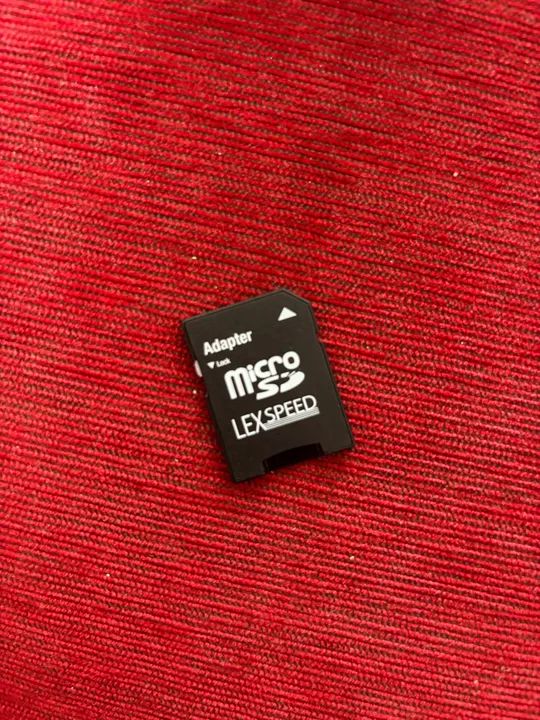 Adapter
▼ Lock
micro
SD
LEXSPEED